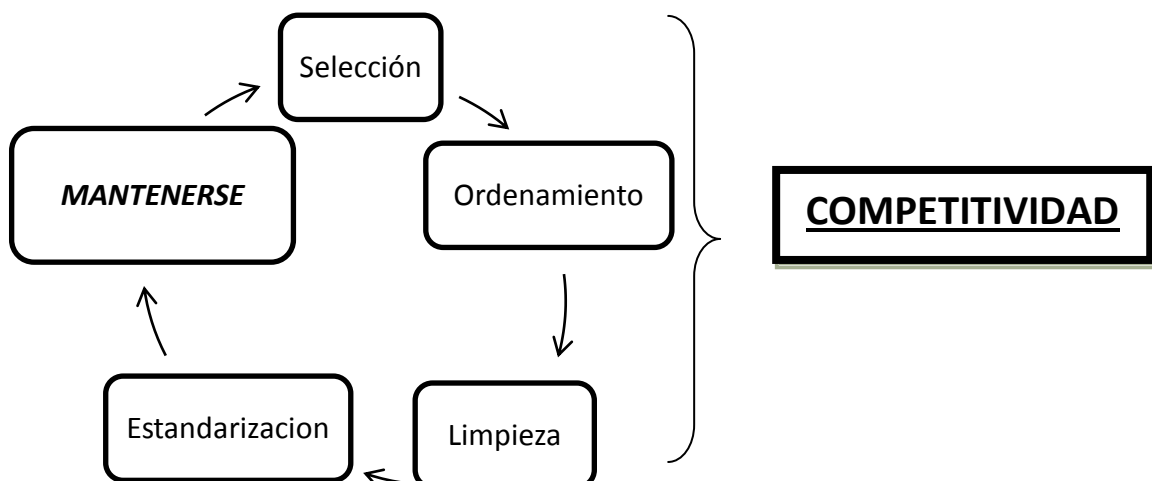 Selección
Ordenamiento
Limpieza
Estandarizacion
MANTENERSE
COMPETITIVIDAD